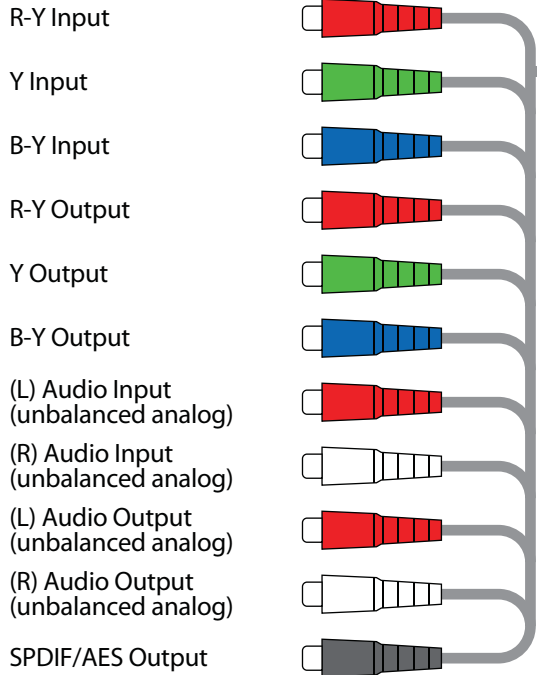 R-Y Input
Y Input
B-Y Input
R-Y Output
Y Output
B-Y Output
(L) Audio Input
(unbalanced analog)
(R) Audio Input
(unbalanced analog)
(L) Audio Output
(unbalanced analog)
(R) Audio Output
(unbalanced analog)
SPDIF/AES Output